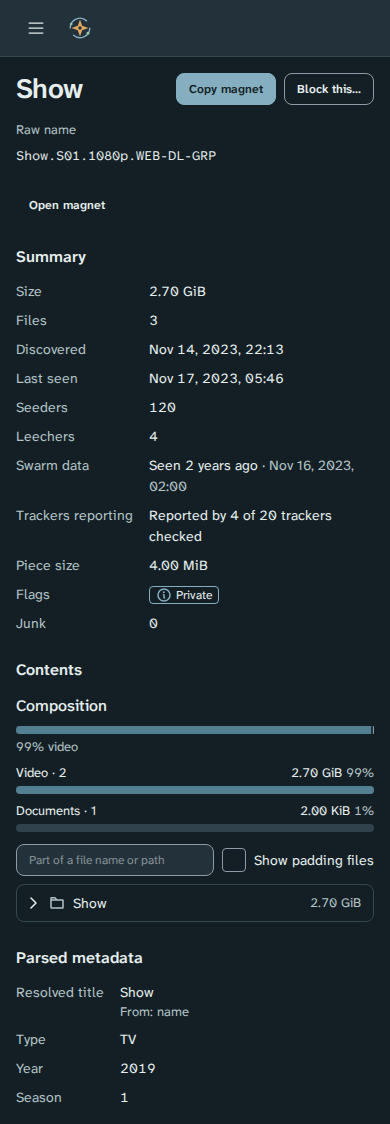 Show
Copy magnet
Block this...
Raw name
Show.S01.1080p.WEB-DL-GRP
Open magnet
Summary
Size 2.70 GiB
Files 3
Discovered Nov 14, 2023, 22:13
Last seen Nov 17, 2023, 05:46
Seeders 120
Leechers 4
Swarm data Seen 2 years ago · Nov 16, 2023,
02:00
Trackers reporting Reported by 4 of 20 trackers
checked
Piece size 4.00 MiB
Flags Private
Junk 0
Contents
Composition
99% video
Video · 2 2.70 GiB 99%
Documents · 1 2.00 KiB 1%
Part of a file name or path Show padding files
Show 2.70 GiB
Parsed metadata
Resolved title Show
From: name
Type TV
Year 2019
Season 1